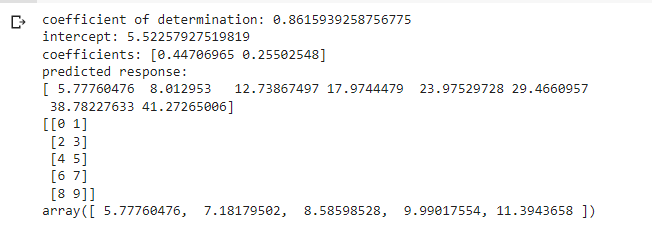 coefficient of determination: 0.8615939258756775
intercept: 5.52257927519819
coefficients: [0.44706965 0.25502548]
predicted response:
[ 5.77760476  8.012953   12.73867497 17.9744479  23.97529728 29.4660957
 38.78227633 41.27265006]
[[0 1]
 [2 3]
 [4 5]
 [6 7]
 [8 9]]
array([ 5.77760476,  7.18179502,  8.58598528,  9.99017554, 11.3943658 ])